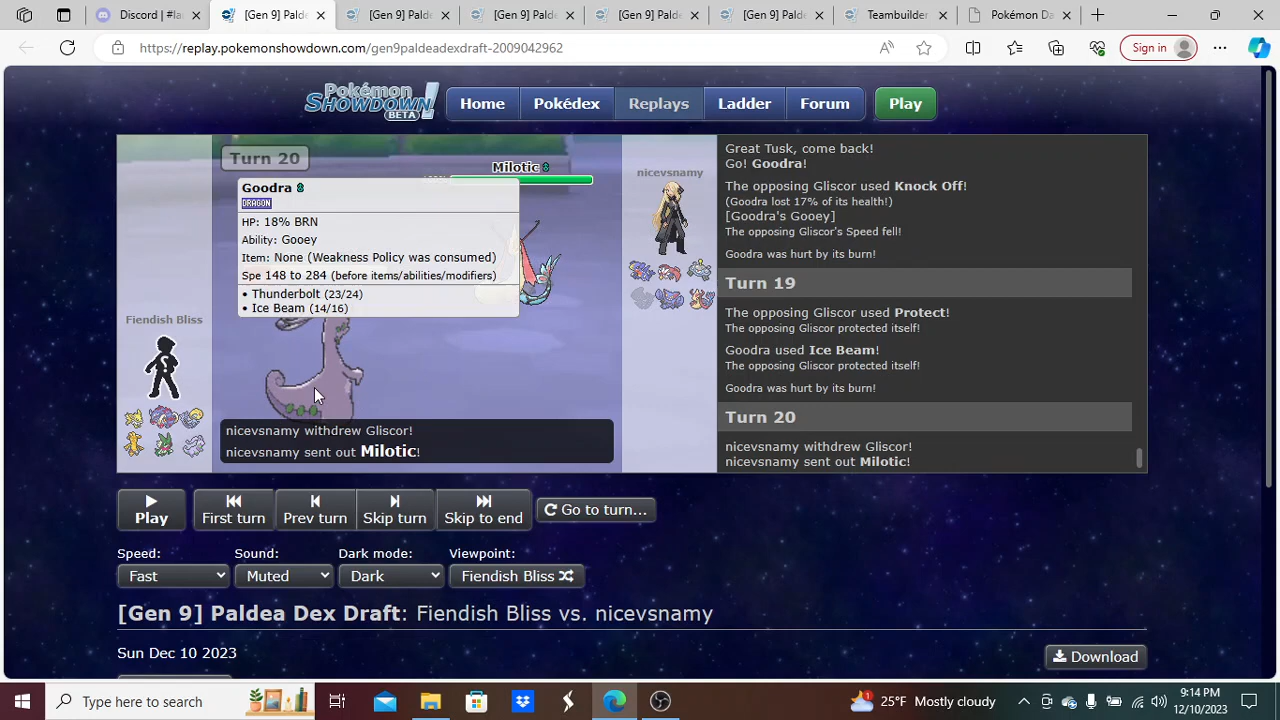 Discord | #la
[Gen 9] Palde
[Gen 9] Palde
[Gen 9] Palde
[Gen 9] Palde
[Gen 9] Palde
Teambuilde
Pokémon Da
https://replay.pokemonshowdown.com/gen9paldeadexdraft-2009042962
Sign in
Pokémon
SHOWDOWN!
BETA
Home
Pokédex
Replays
Ladder
Forum
Play
Turn 20
Milotic
Goodra
DRAGON
HP: 18% BRN
Ability: Gooey
Item: None (Weakness Policy was consumed)
Spe 148 to 284 (before items/abilities/modifiers)
• Thunderbolt (23/24)
• Ice Beam (14/16)
Fiendish Bliss
nicevsnamy
nicevsnamy withdrew Gliscor!
nicevsnamy sent out Milotic!
Great Tusk, come back!
Go! Goodra!
The opposing Gliscor used Knock Off!
(Goodra lost 17% of its health!)
[Goodra's Gooey]
The opposing Gliscor's Speed fell!
Goodra was hurt by its burn!
Turn 19
The opposing Gliscor used Protect!
The opposing Gliscor protected itself!
Goodra used Ice Beam!
The opposing Gliscor protected itself!
Goodra was hurt by its burn!
Turn 20
nicevsnamy withdrew Gliscor!
nicevsnamy sent out Milotic!
Play
First turn
Prev turn
Skip turn
Skip to end
Go to turn...
Speed:
Sound:
Dark mode:
Viewpoint:
Fast
Muted
Dark
Fiendish Bliss
[Gen 9] Paldea Dex Draft: Fiendish Bliss vs. nicevsnamy
Sun Dec 10 2023
Download
Type here to search
25°F Mostly cloudy
9:14 PM
12/10/2023